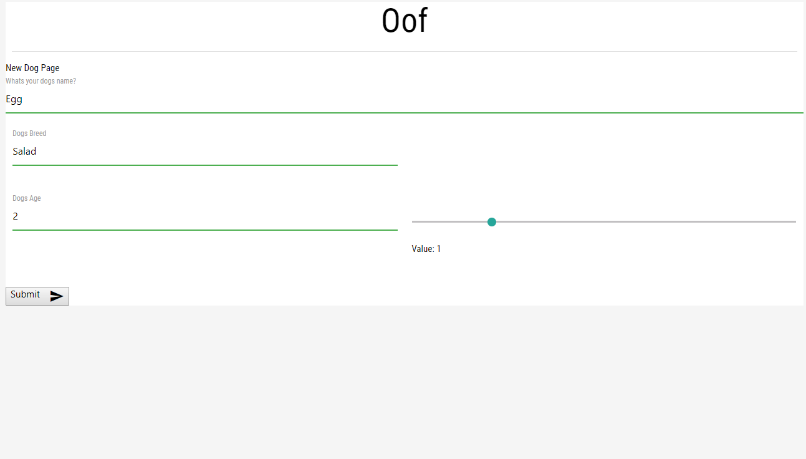 Oof
New Dog Page
Whats your dogs name?
Egg
Dogs Breed
Salad
Dogs Age
2
Value: 1
Submit